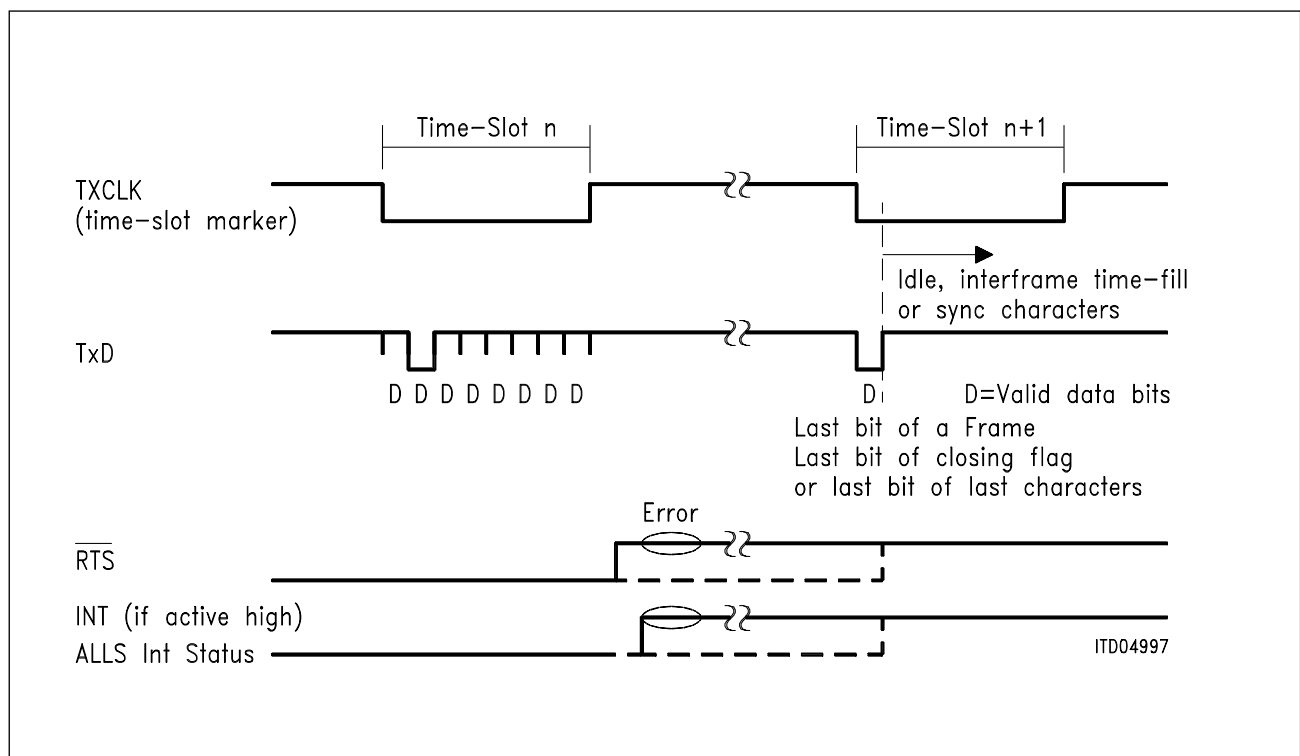 Time-Slot n
Time-Slot n+1
TXCLK
(time-slot marker)
Idle, interframe time-fill
or sync characters
TxD
D D D D D D D D
D
D=Valid data bits
Last bit of a Frame
Last bit of closing flag
or last bit of last characters
Error
RTS
INT (if active high)
ALLS Int Status
ITD04997